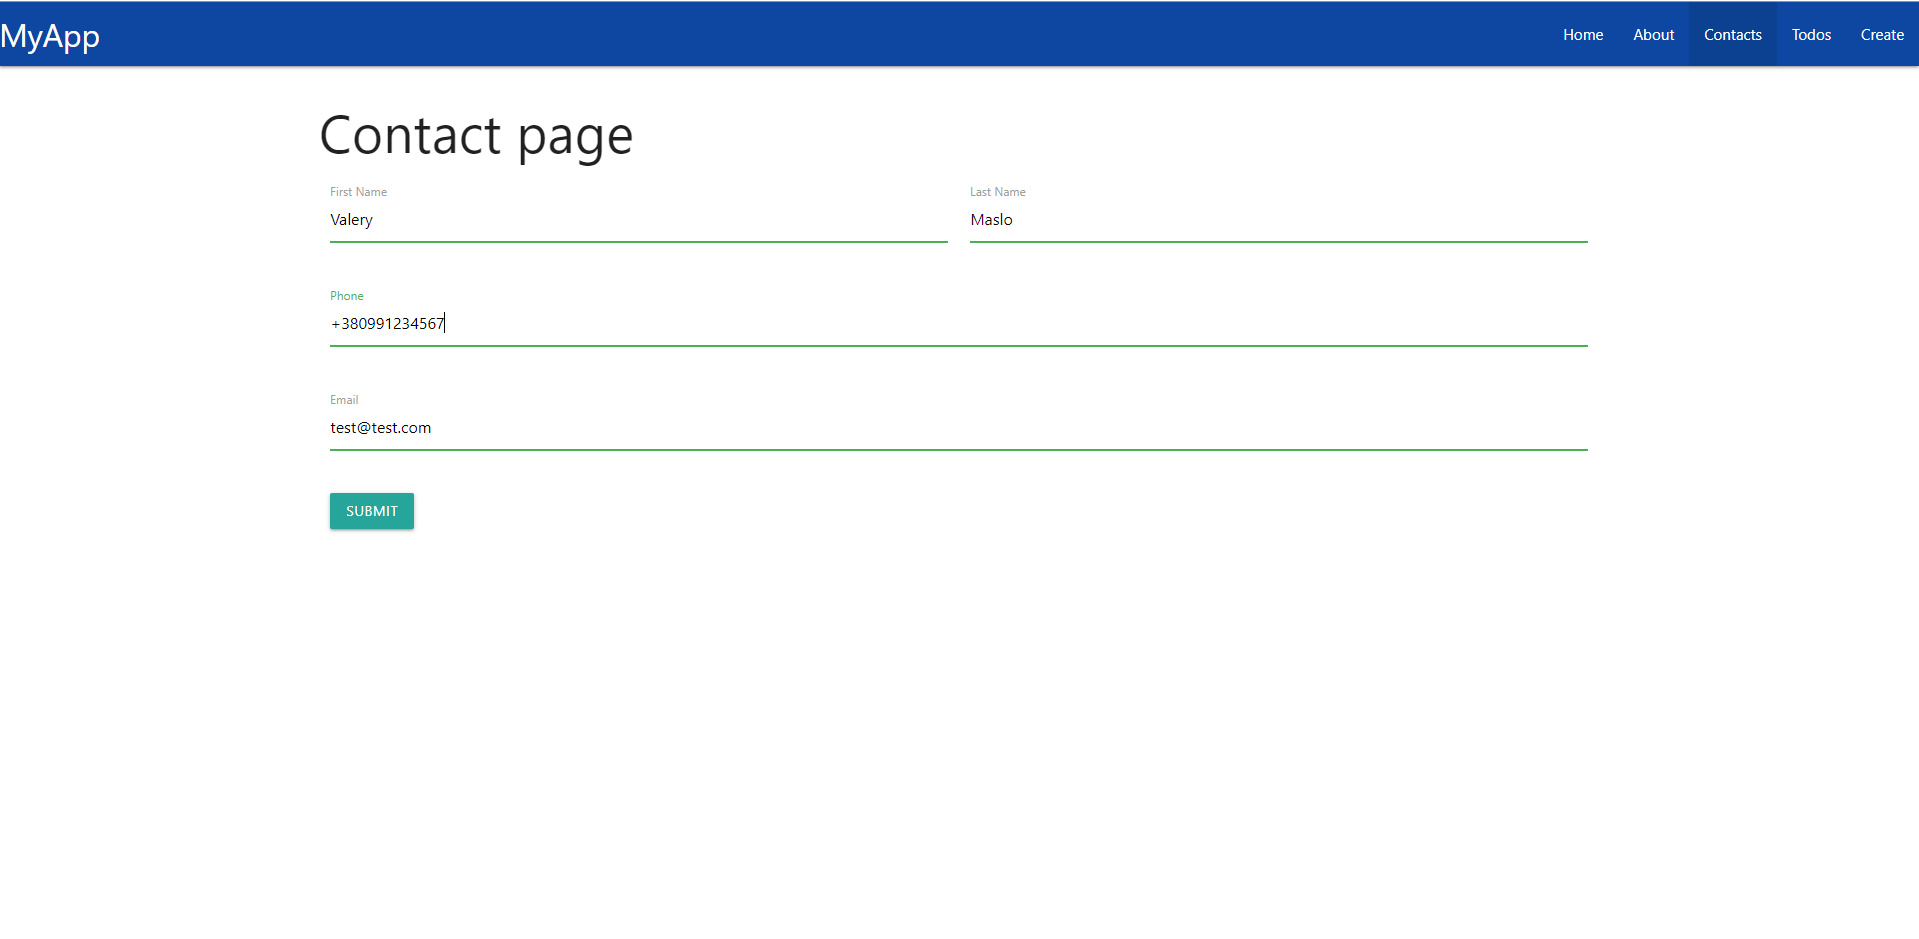 MyApp
Home About Contacts Todos Create
Contact page
First Name
Valery
Last Name
Maslo
Phone
+380991234567
Email
test@test.com
SUBMIT